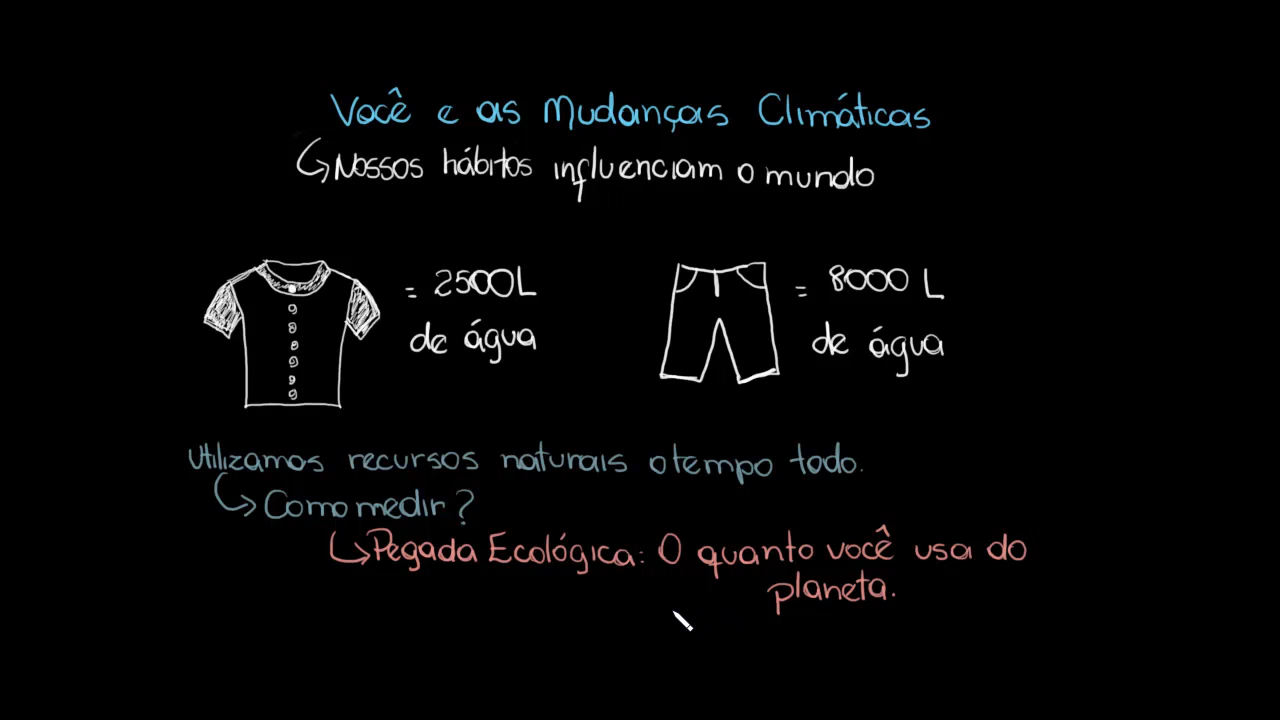 Você e as Mudanças Climáticas
Nossos hábitos influenciam o mundo
= 2500L
de água
= 8000 L
de água
Utilizamos recursos naturais o tempo todo.
Como medir?
Pegada Ecológica: O quanto você usa do
planeta.